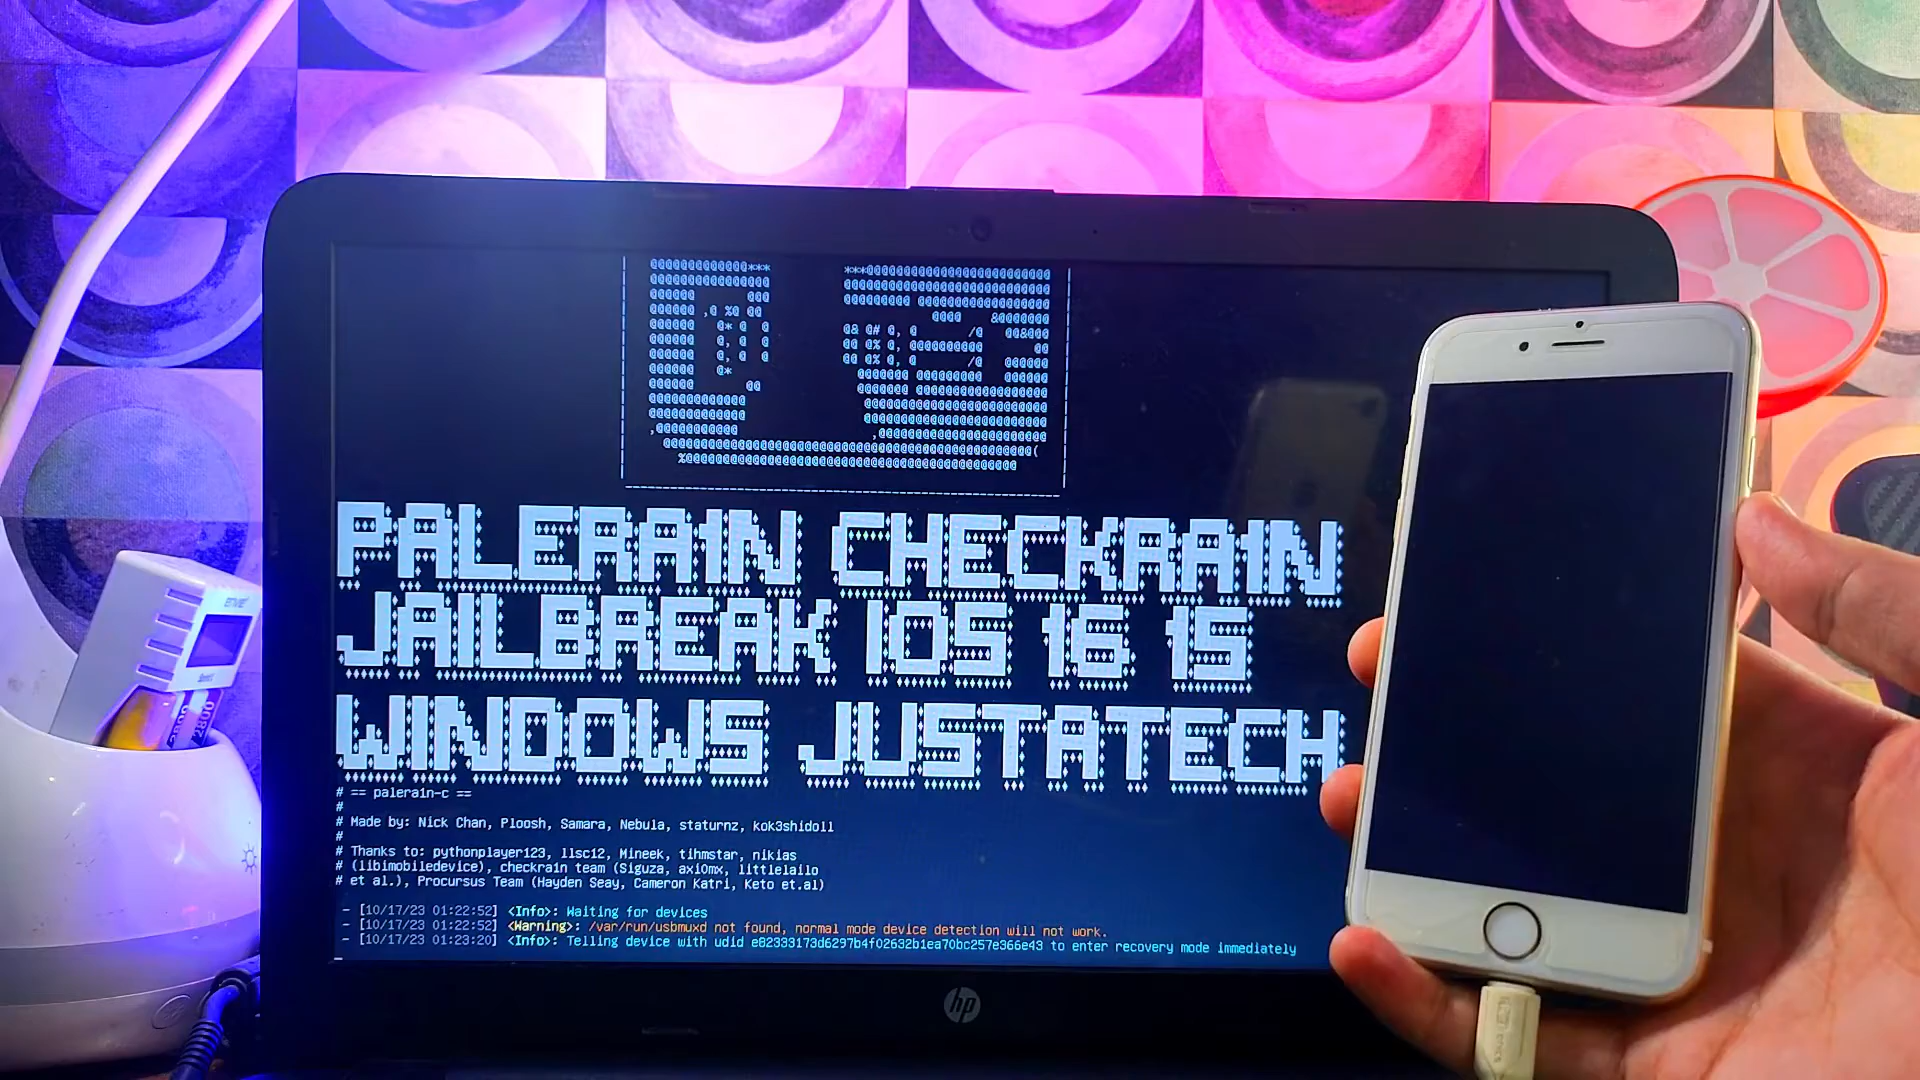 PALERA1N CHECKRA1N
JAILBREAK IOS 16 15
WINDOWS JUSTATECH
# == palera1n-c ==
#
# Made by: Nick Chan, Ploosh, Samara, Nebula, staturnz, kok3shidoll
#
# Thanks to: pythonplayer123, llsc12, Mineek, tihmstar, nikias
# (libimobiledevice), checkra1n team (Siguza, axi0mx, littlelailo
# et al.), Procursus Team (Hayden Seay, Cameron Katri, Keto et.al)
- [10/17/23 01:22:52] <Info>: Waiting for devices
- [10/17/23 01:22:52] <Warning>: /var/run/usbmuxd not found, normal mode device detection will not work.
- [10/17/23 01:23:20] <Info>: Telling device with udid e82333173d6297b4f02632b1ea70bc257e366e43 to enter recovery mode immediately
hp
2800